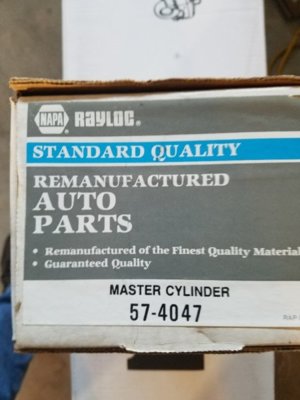 NAPA RAYLOC
STANDARD QUALITY
REMANUFACTURED
AUTO
PARTS
• Remanufactured of the Finest Quality Material
• Guaranteed Quality
MASTER CYLINDER
57-4047